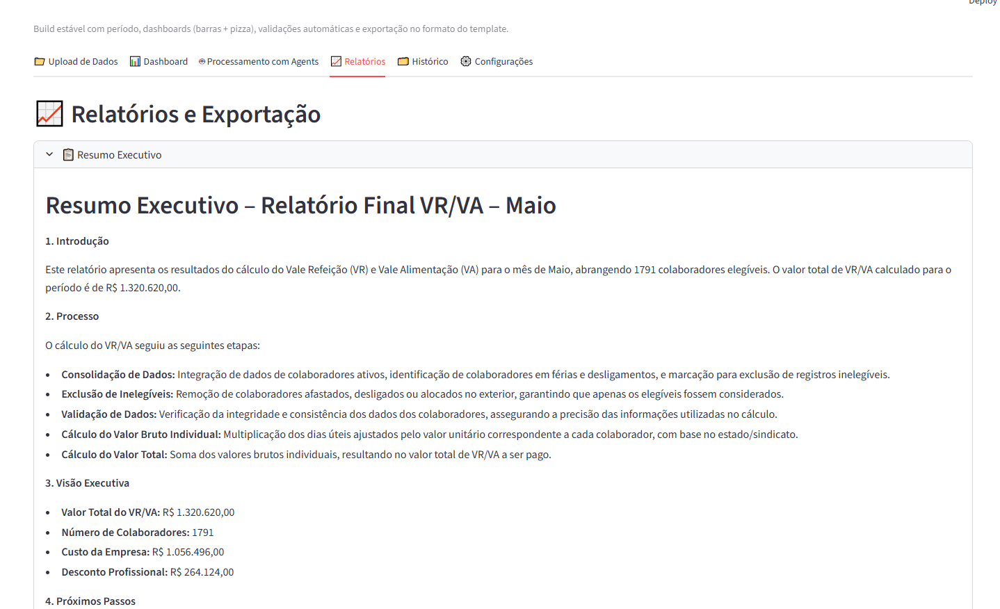 Deploy
Build estável com período, dashboards (barras + pizza), validações automáticas e exportação no formato do template.
Upload de Dados Dashboard Processamento com Agents Relatórios Histórico Configurações
Relatórios e Exportação
Resumo Executivo
Resumo Executivo – Relatório Final VR/VA – Maio
1. Introdução
Este relatório apresenta os resultados do cálculo do Vale Refeição (VR) e Vale Alimentação (VA) para o mês de Maio, abrangendo 1791 colaboradores elegíveis. O valor total de VR/VA calculado para o
período é de R$ 1.320.620,00.
2. Processo
O cálculo do VR/VA seguiu as seguintes etapas:
• Consolidação de Dados: Integração de dados de colaboradores ativos, identificação de colaboradores em férias e desligamentos, e marcação para exclusão de registros inelegíveis.
• Exclusão de Inelegíveis: Remoção de colaboradores afastados, desligados ou alocados no exterior, garantindo que apenas os elegíveis fossem considerados.
• Validação de Dados: Verificação da integridade e consistência dos dados dos colaboradores, assegurando a precisão das informações utilizadas no cálculo.
• Cálculo do Valor Bruto Individual: Multiplicação dos dias úteis ajustados pelo valor unitário correspondente a cada colaborador, com base no estado/sindicato.
• Cálculo do Valor Total: Soma dos valores brutos individuais, resultando no valor total de VR/VA a ser pago.
3. Visão Executiva
• Valor Total do VR/VA: R$ 1.320.620,00
• Número de Colaboradores: 1791
• Custo da Empresa: R$ 1.056.496,00
• Desconto Profissional: R$ 264.124,00
4. Próximos Passos